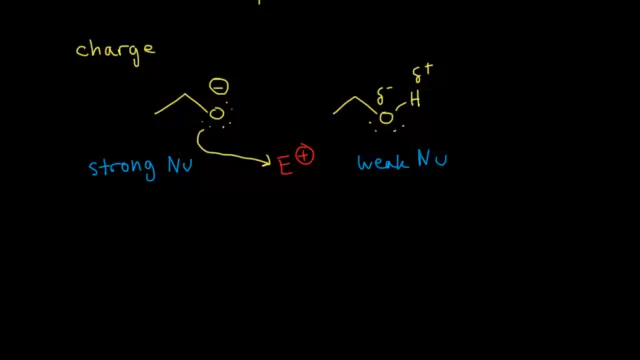 charge
⊖
δ+
δ- H
O O
E⊕
strong Nu weak Nu